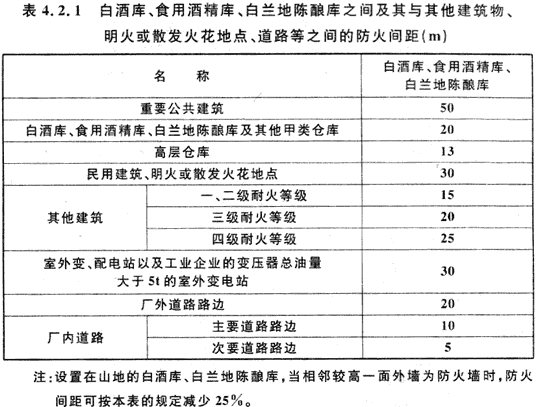 表 4.2.1 白酒库、食用酒精库、白兰地陈酿库之间及其与其他建筑物、
明火或散发火花地点、道路等之间的防火间距(m)
名 称
白酒库、食用酒精库、
白兰地陈酿库
重要公共建筑 50
白酒库、食用酒精库、白兰地陈酿库及其他甲类仓库 20
高层仓库 13
民用建筑、明火或散发火花地点 30
其他建筑
一、二级耐火等级 15
三级耐火等级 20
四级耐火等级 25
室外变、配电站以及工业企业的变压器总油量
大于 5t 的室外变电站
30
厂外道路路边 20
厂内道路
主要道路路边 10
次要道路路边 5
注:设置在山地的白酒库、白兰地陈酿库,当相邻较高一面外墙为防火墙时,防火
间距可按本表的规定减少 25%。